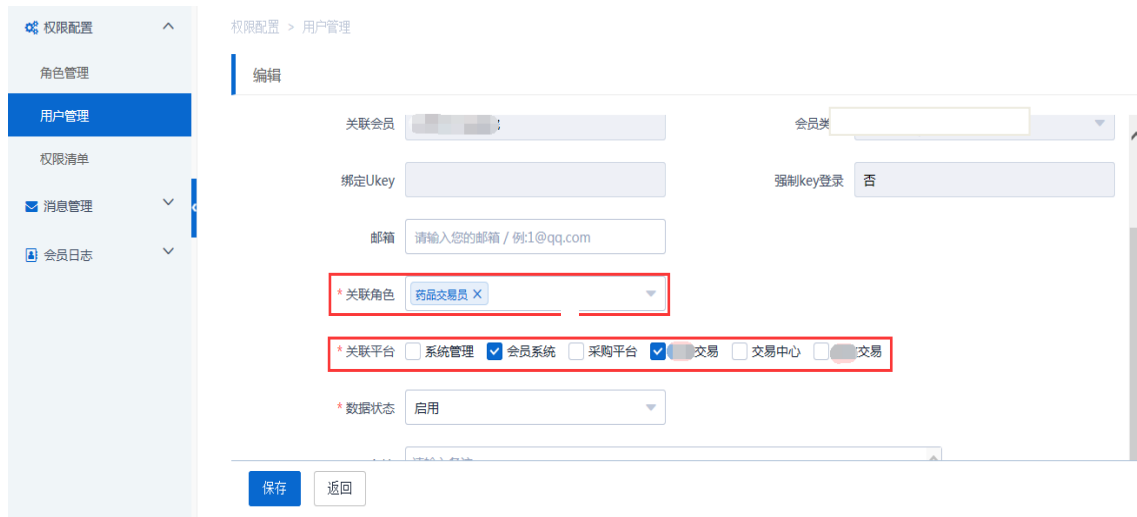 权限配置
角色管理
用户管理
权限清单
消息管理
会员日志
权限配置 > 用户管理
编辑
关联会员
会员类
绑定Ukey
强制key登录 否
邮箱 请输入您的邮箱 / 例:1@qq.com
* 关联角色 药品交易员 X
* 关联平台 系统管理 会员系统 采购平台 交易 交易中心 交易
* 数据状态 启用
保存 返回